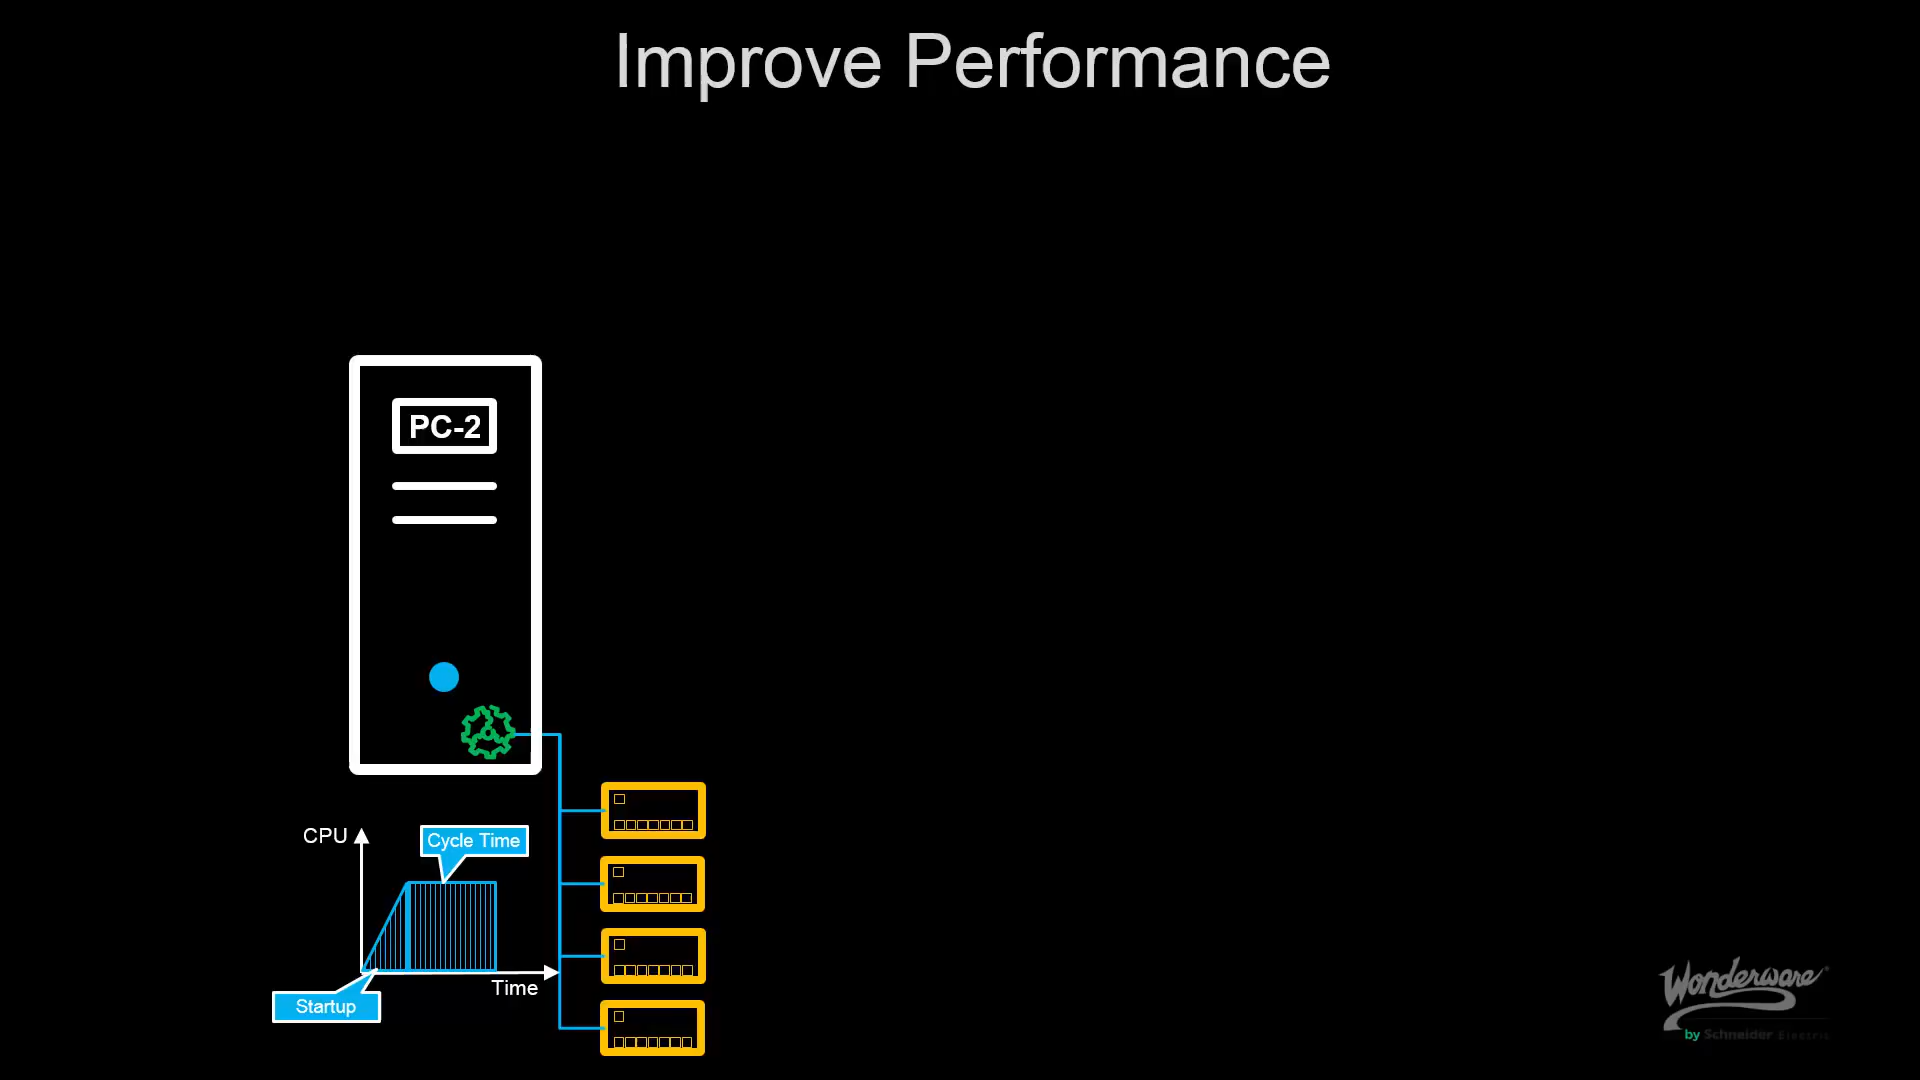 Improve Performance
PC-2
CPU
Cycle Time
Time
Startup
Wonderware
by Schneider Electric